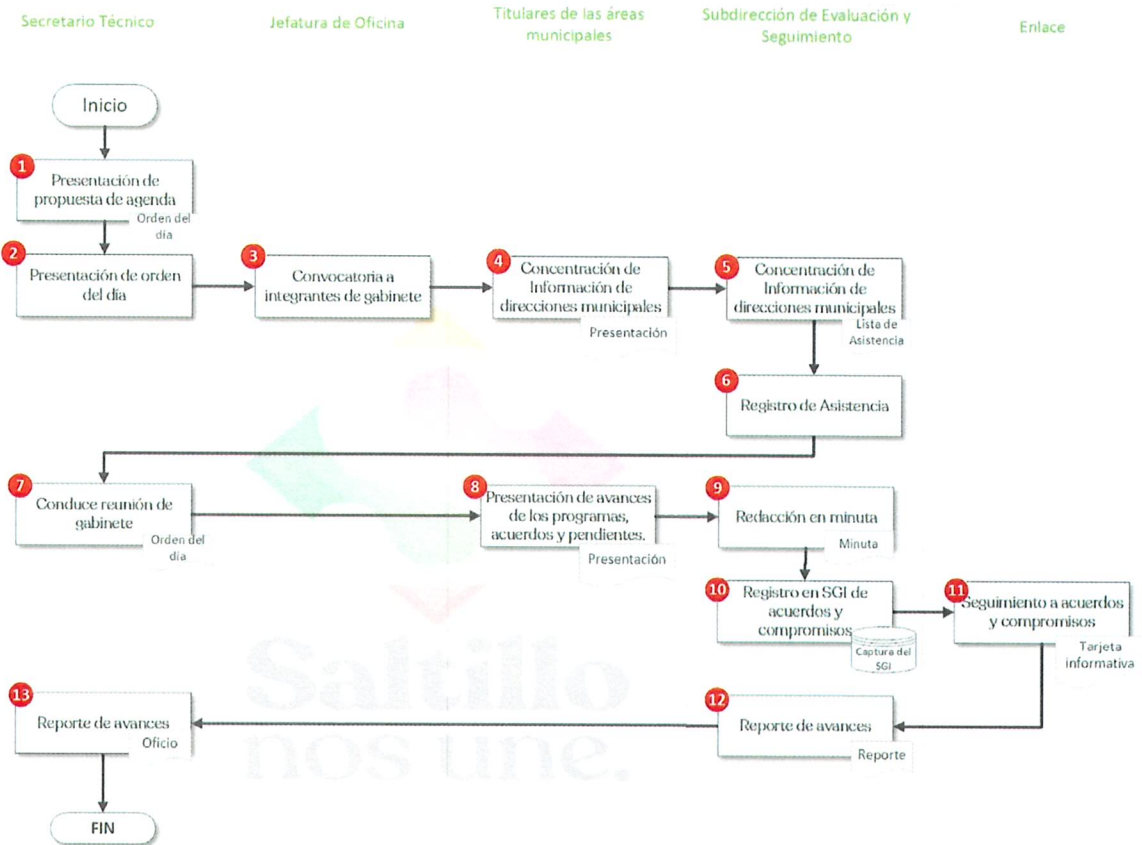 Secretario Técnico
Jefatura de Oficina
Titulares de las áreas
municipales
Subdirección de Evaluación y
Seguimiento
Enlace
Inicio
1
Presentación de
propuesta de agenda
Orden del
día
2
Presentación de orden
del día
3
Convocatoria a
integrantes de gabinete
4
Concentración de
Información de
direcciones municipales
Presentación
5
Concentración de
Información de
direcciones municipales
Lista de
Asistencia
6
Registro de Asistencia
7
Conduce reunión de
gabinete
Orden del
día
8
Presentación de avances
de los programas,
acuerdos y pendientes.
Presentación
9
Redacción en minuta
Minuta
10
Registro en SGI de
acuerdos y
compromisos
Captura del
SGI
11
Seguimiento a acuerdos
y compromisos
Tarjeta
informativa
12
Reporte de avances
Reporte
13
Reporte de avances
Oficio
FIN
Saltillo
nos une.